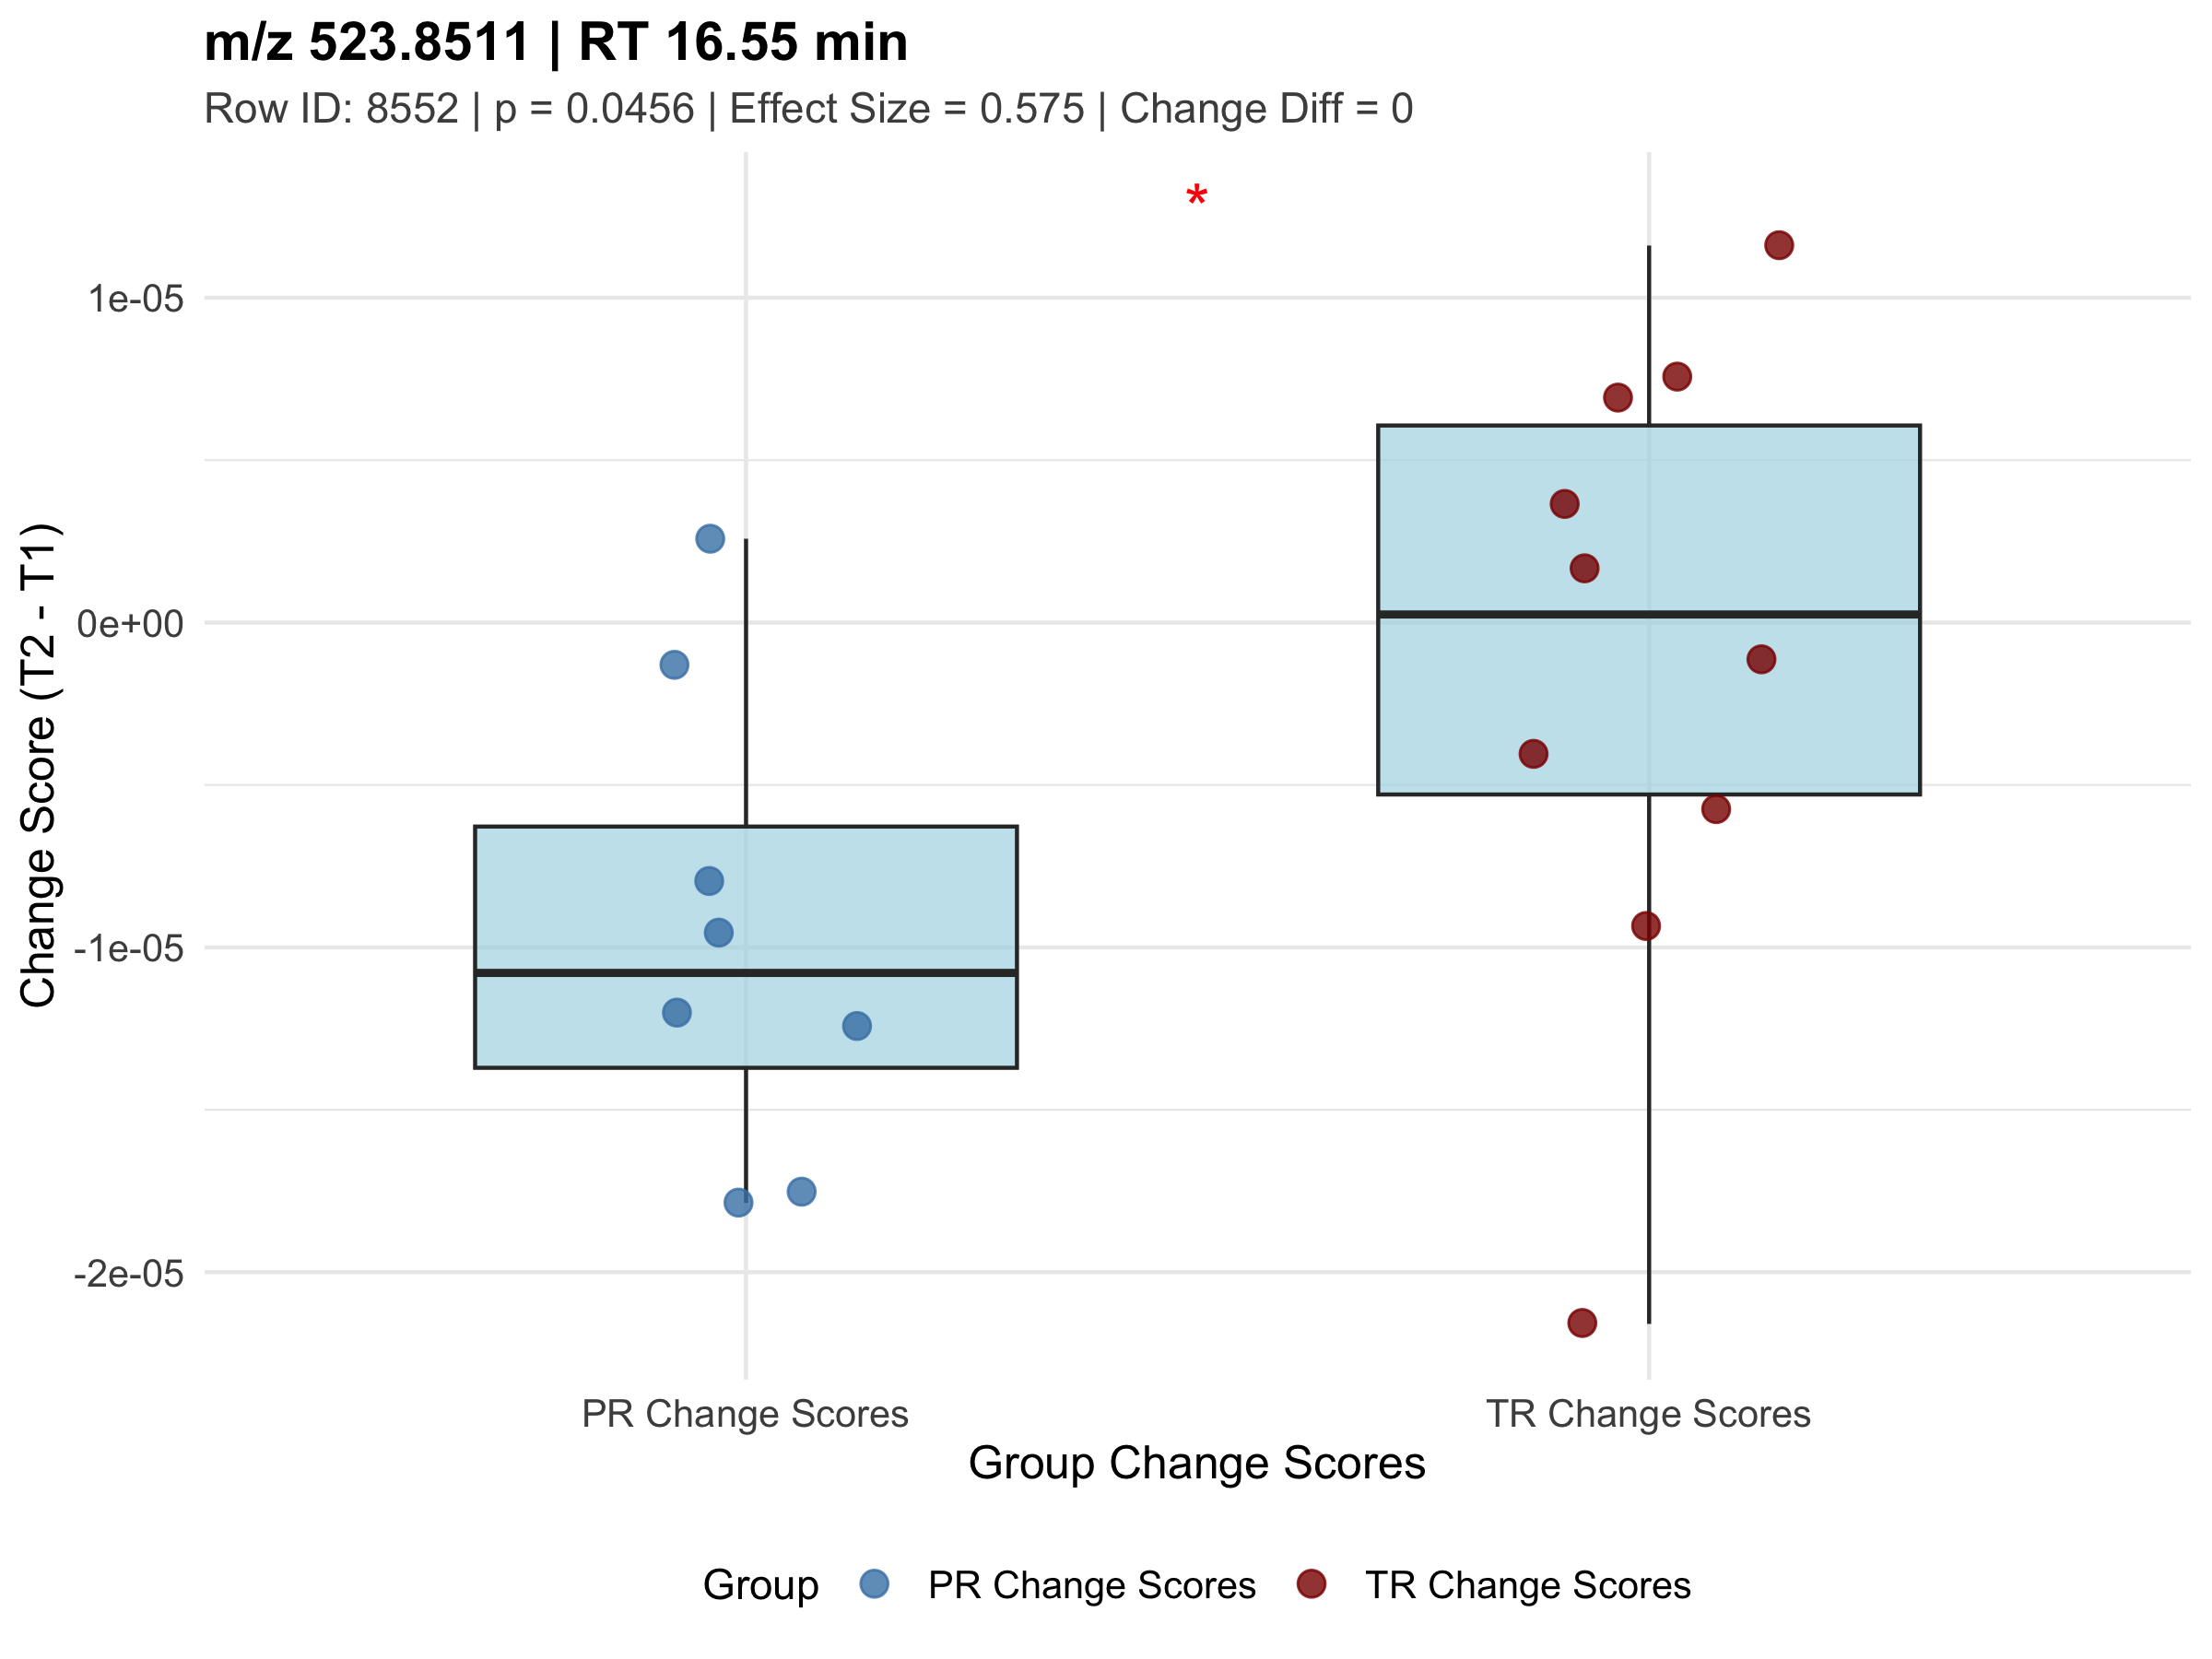 m/z 523.8511 | RT 16.55 min
Row ID: 8552 | p = 0.0456 | Effect Size = 0.575 | Change Diff = 0
*
1e-05
0e+00
-1e-05
-2e-05
Change Score (T2 - T1)
PR Change Scores TR Change Scores
Group Change Scores
Group PR Change Scores TR Change Scores